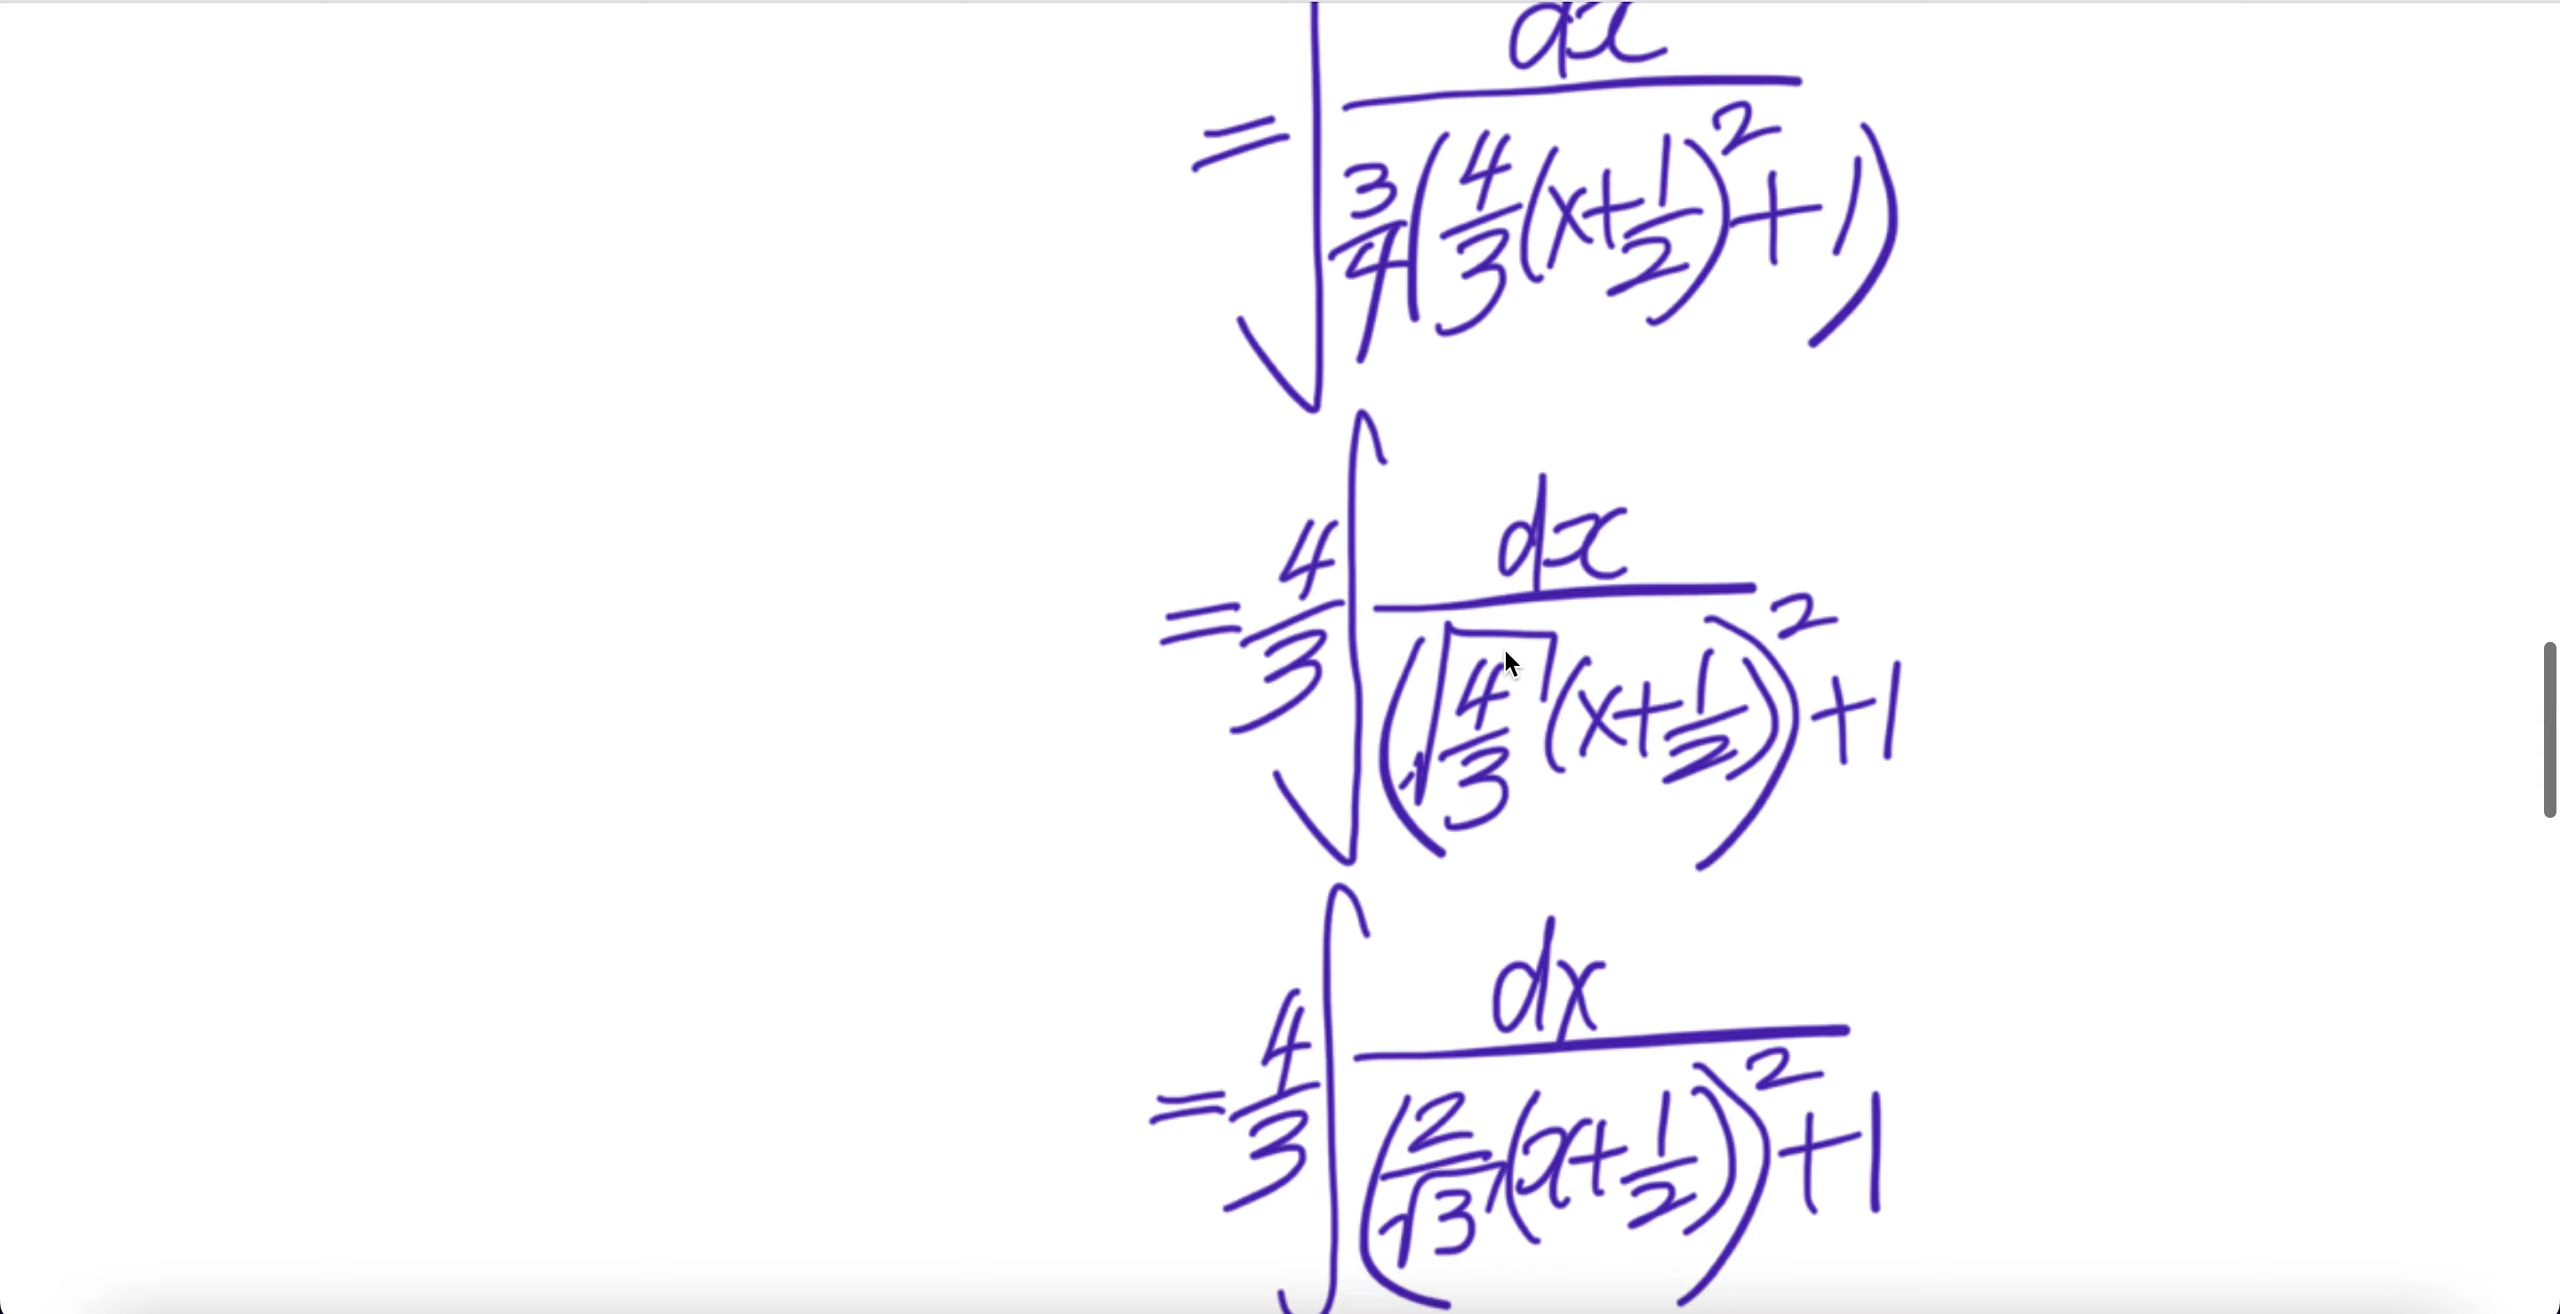 = ∫ dx / (3/4 (4/3 (x + 1/2)² + 1))
= 4/3 ∫ dx / ((√(4/3) (x + 1/2))² + 1)
= 4/3 ∫ dx / ((2/√3 (x + 1/2))² + 1)